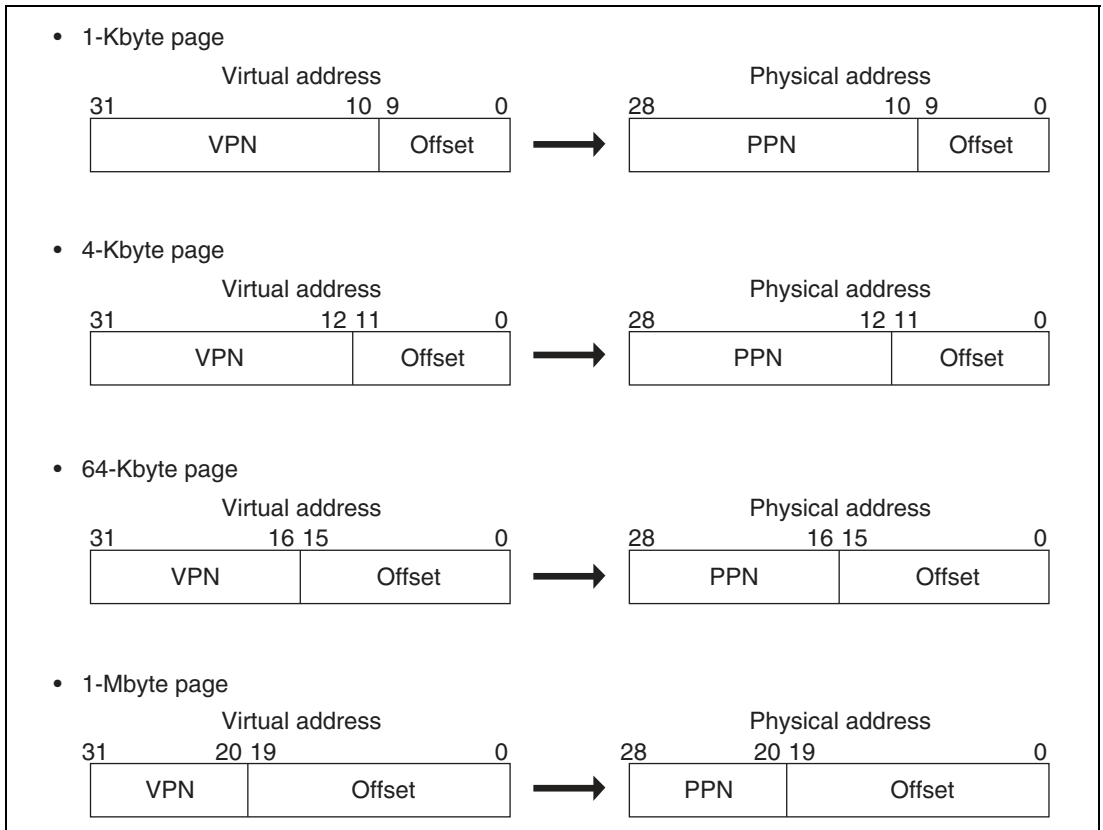 • 1-Kbyte page
Virtual address Physical address
31 10 9 0 28 10 9 0
VPN Offset PPN Offset
• 4-Kbyte page
Virtual address Physical address
31 12 11 0 28 12 11 0
VPN Offset PPN Offset
• 64-Kbyte page
Virtual address Physical address
31 16 15 0 28 16 15 0
VPN Offset PPN Offset
• 1-Mbyte page
Virtual address Physical address
31 20 19 0 28 20 19 0
VPN Offset PPN Offset